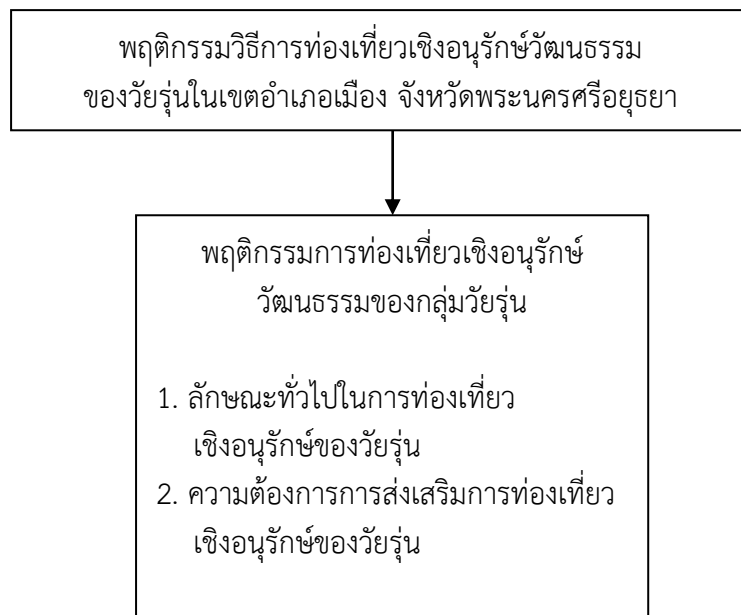 พฤติกรรมวิธีการท่องเที่ยวเชิงอนุรักษ์วัฒนธรรม
ของวัยรุ่นในเขตอำเภอเมือง จังหวัดพระนครศรีอยุธยา
พฤติกรรมการท่องเที่ยวเชิงอนุรักษ์
วัฒนธรรมของกลุ่มวัยรุ่น
1. ลักษณะทั่วไปในการท่องเที่ยว
เชิงอนุรักษ์ของวัยรุ่น
2. ความต้องการการส่งเสริมการท่องเที่ยว
เชิงอนุรักษ์ของวัยรุ่น